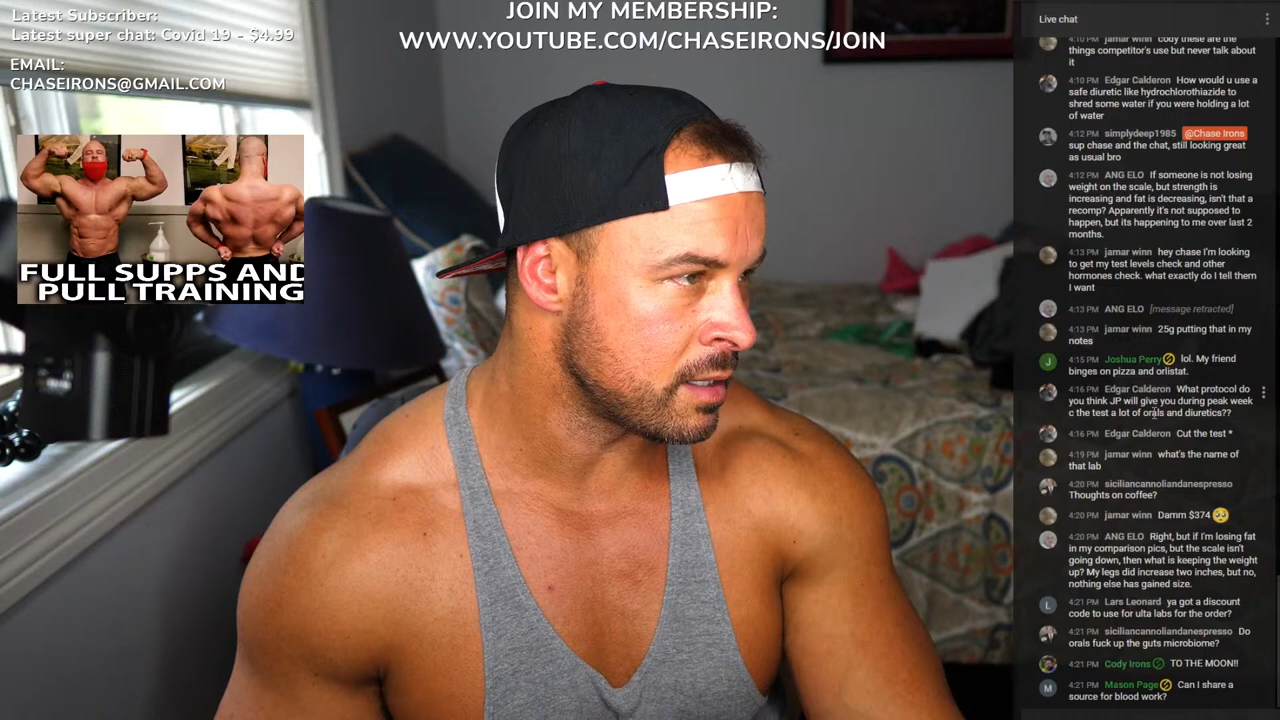 Latest Subscriber:
Latest super chat: Covid 19 - $4.99
EMAIL:
CHASEIRONS@GMAIL.COM
FULL SUPPS AND
PULL TRAINING
JOIN MY MEMBERSHIP:
WWW.YOUTUBE.COM/CHASEIRONS/JOIN
Live chat
4:10 PM jamar winn cody these are the
things competitor's use but never talk about
it
4:10 PM Edgar Calderon How would u use a
safe diuretic like hydrochlorothiazide to
shred some water if you were holding a lot
of water
4:12 PM simplydeep1985 @Chase Irons
sup chase and the chat, still looking great
as usual bro
4:12 PM ANG ELO If someone is not losing
weight on the scale, but strength is
increasing and fat is decreasing, isn't that a
recomp? Apparently it's not supposed to
happen, but its happening to me over last 2
months.
4:13 PM jamar winn hey chase I'm looking
to get my test levels check and other
hormones check. what exactly do I tell them
I want
4:13 PM ANG ELO [message retracted]
4:13 PM jamar winn 25g putting that in my
notes
J
4:15 PM Joshua Perry lol. My friend
binges on pizza and orlistat.
4:16 PM Edgar Calderon What protocol do
you think JP will give you during peak week
c the test a lot of orals and diuretics??
4:16 PM Edgar Calderon Cut the test *
4:19 PM jamar winn what's the name of
that lab
4:20 PM siciliancannoliandanespresso
Thoughts on coffee?
4:20 PM jamar winn Damm $374 🥺
4:21 PM ANG ELO Right, but if I'm losing fat
in my comparison pics, but the scale isn't
going down, then what is keeping the weight
up? My legs did increase two inches, but no,
nothing else has gained size.
L
4:21 PM Lars Leonard ya got a discount
code to use for ulta labs for the order?
4:21 PM siciliancannoliandanespresso Do
orals fuck up the guts microbiome?
4:21 PM Cody Irons TO THE MOON!!
M
4:21 PM Mason Page Can I share a
source for blood work?